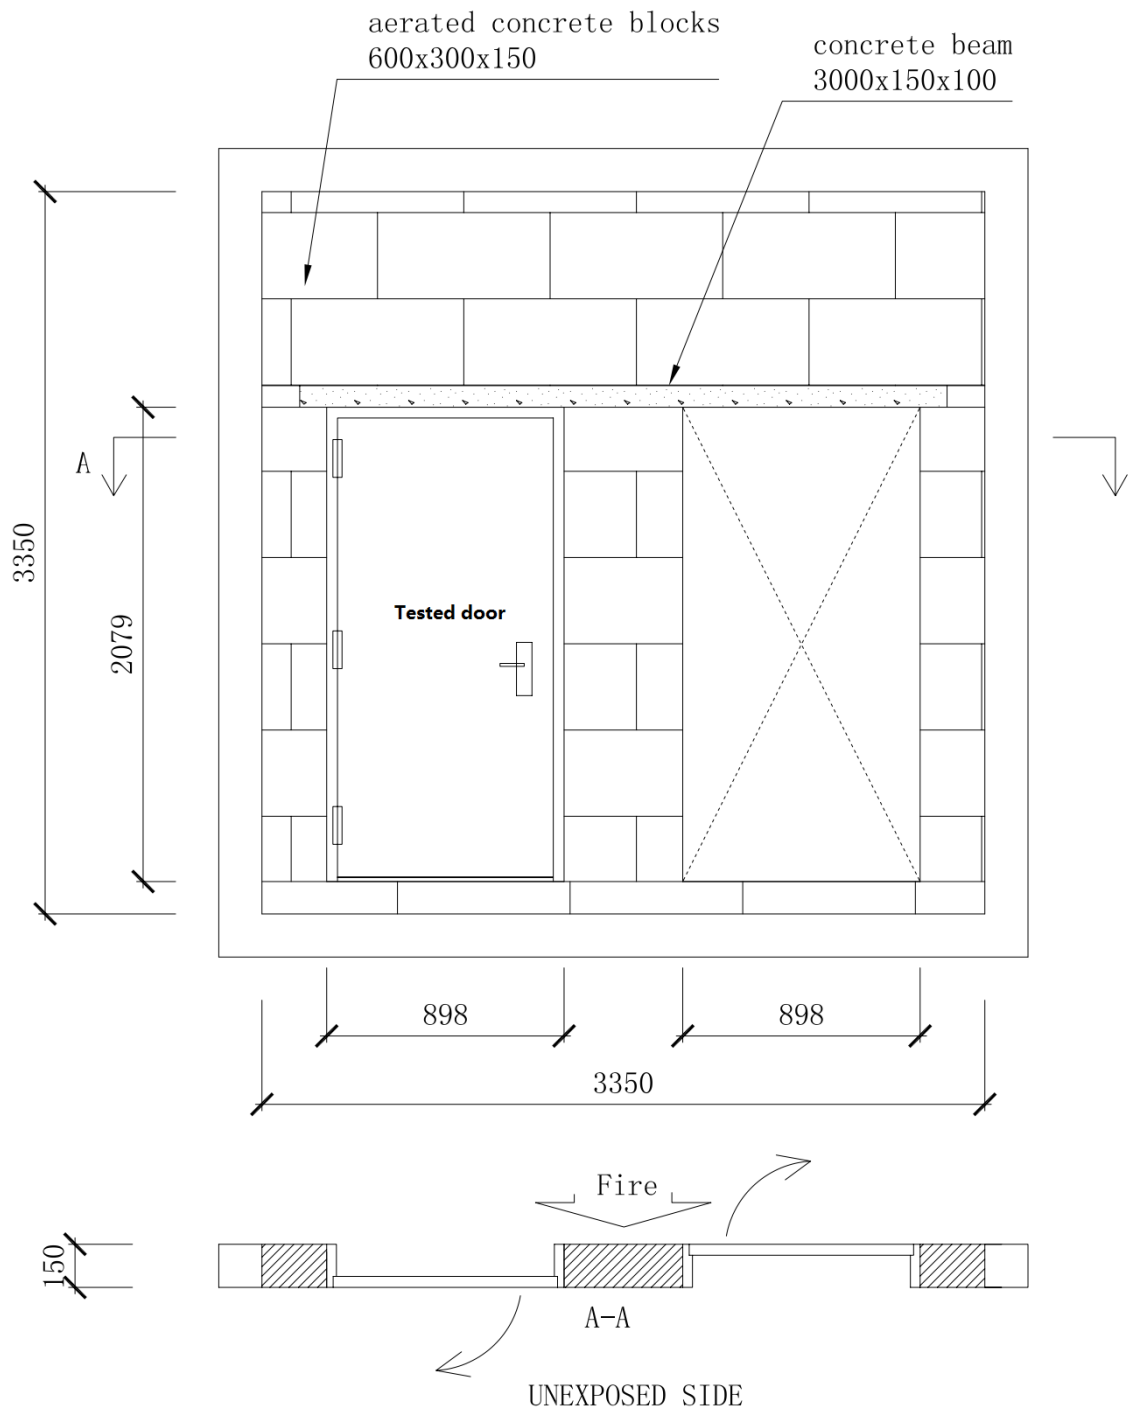 aerated concrete blocks
600x300x150
concrete beam
3000x150x100
A
3350
2079
Tested door
898
898
3350
Fire
150
A-A
UNEXPOSED SIDE